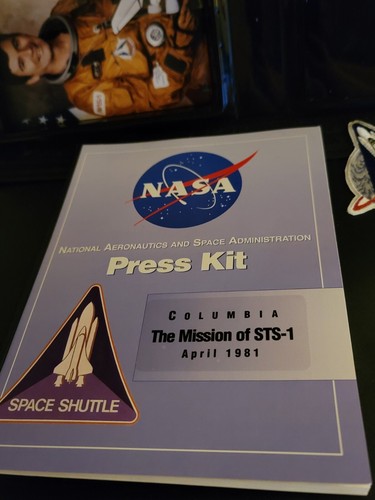 NASA
NATIONAL AERONAUTICS AND SPACE ADMINISTRATION
Press Kit
COLUMBIA
The Mission of STS-1
April 1981
SPACE SHUTTLE